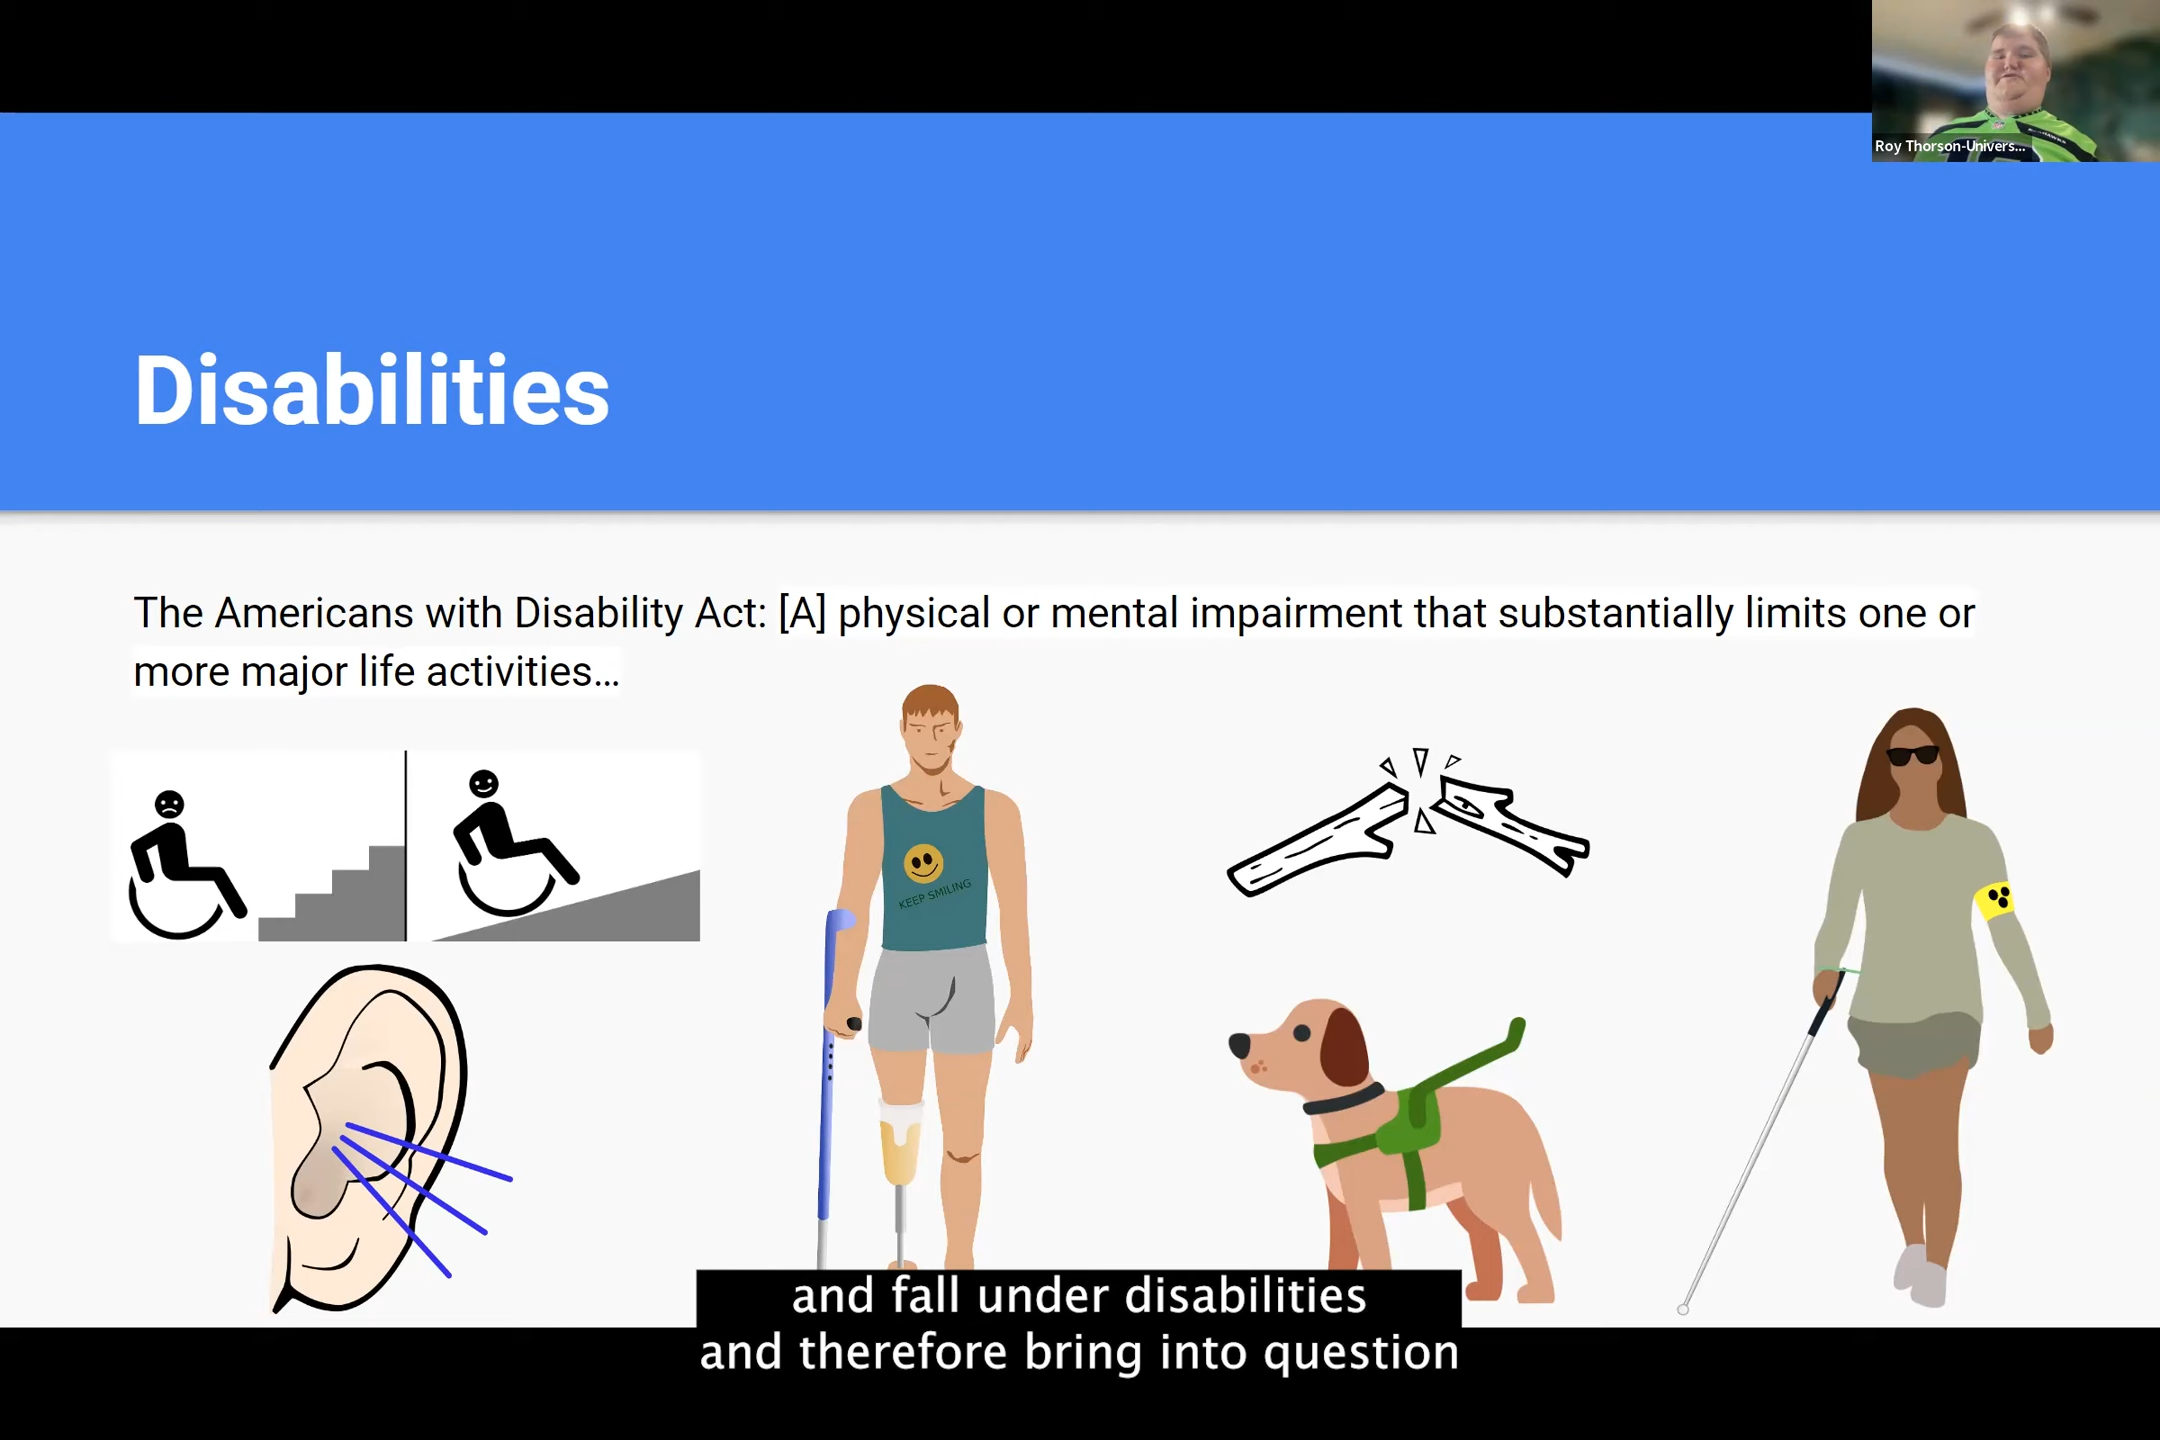 Roy Thorson-Univers...
Disabilities
The Americans with Disability Act: [A] physical or mental impairment that substantially limits one or
more major life activities...
KEEP SMILING
and fall under disabilities
and therefore bring into question